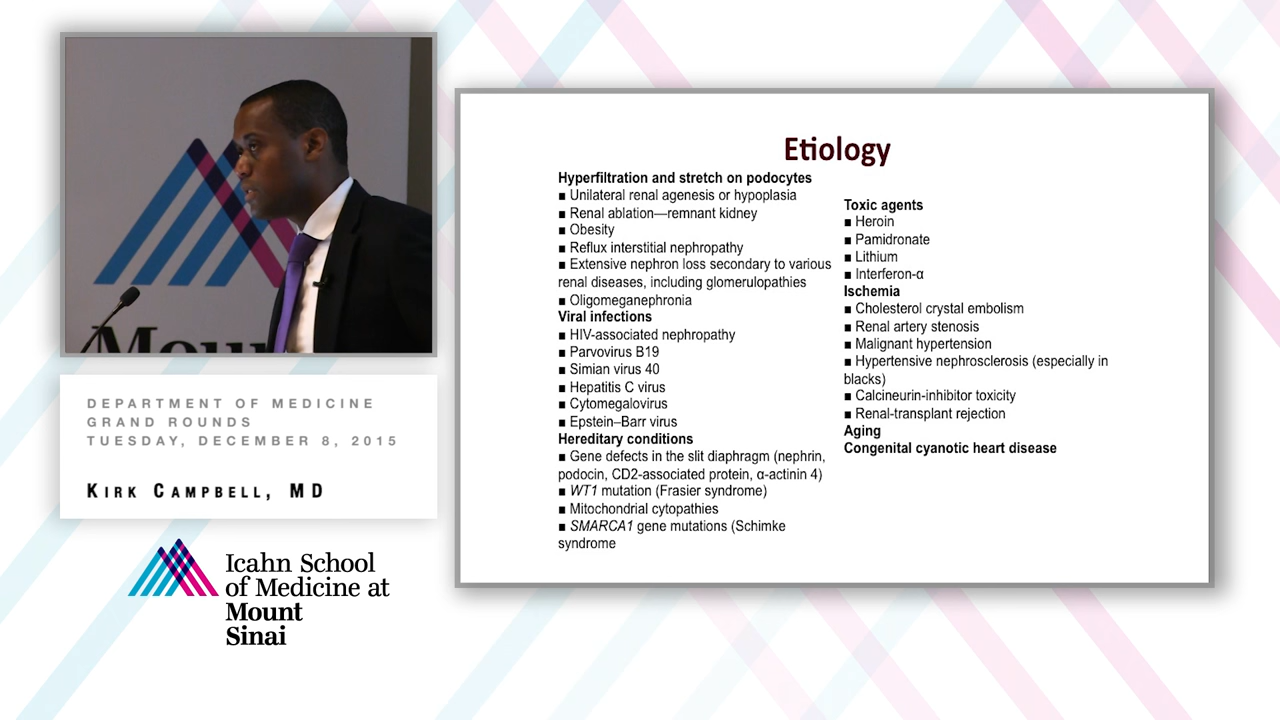 Moun
DEPARTMENT OF MEDICINE
GRAND ROUNDS
TUESDAY, DECEMBER 8, 2015
KIRK CAMPBELL, MD
Icahn School
of Medicine at
Mount
Sinai
Etiology
Hyperfiltration and stretch on podocytes
■ Unilateral renal agenesis or hypoplasia
■ Renal ablation—remnant kidney
■ Obesity
■ Reflux interstitial nephropathy
■ Extensive nephron loss secondary to various
renal diseases, including glomerulopathies
■ Oligomeganephronia
Viral infections
■ HIV-associated nephropathy
■ Parvovirus B19
■ Simian virus 40
■ Hepatitis C virus
■ Cytomegalovirus
■ Epstein–Barr virus
Hereditary conditions
■ Gene defects in the slit diaphragm (nephrin,
podocin, CD2-associated protein, α-actinin 4)
■ WT1 mutation (Frasier syndrome)
■ Mitochondrial cytopathies
■ SMARCA1 gene mutations (Schimke
syndrome
Toxic agents
■ Heroin
■ Pamidronate
■ Lithium
■ Interferon-α
Ischemia
■ Cholesterol crystal embolism
■ Renal artery stenosis
■ Malignant hypertension
■ Hypertensive nephrosclerosis (especially in
blacks)
■ Calcineurin-inhibitor toxicity
■ Renal-transplant rejection
Aging
Congenital cyanotic heart disease